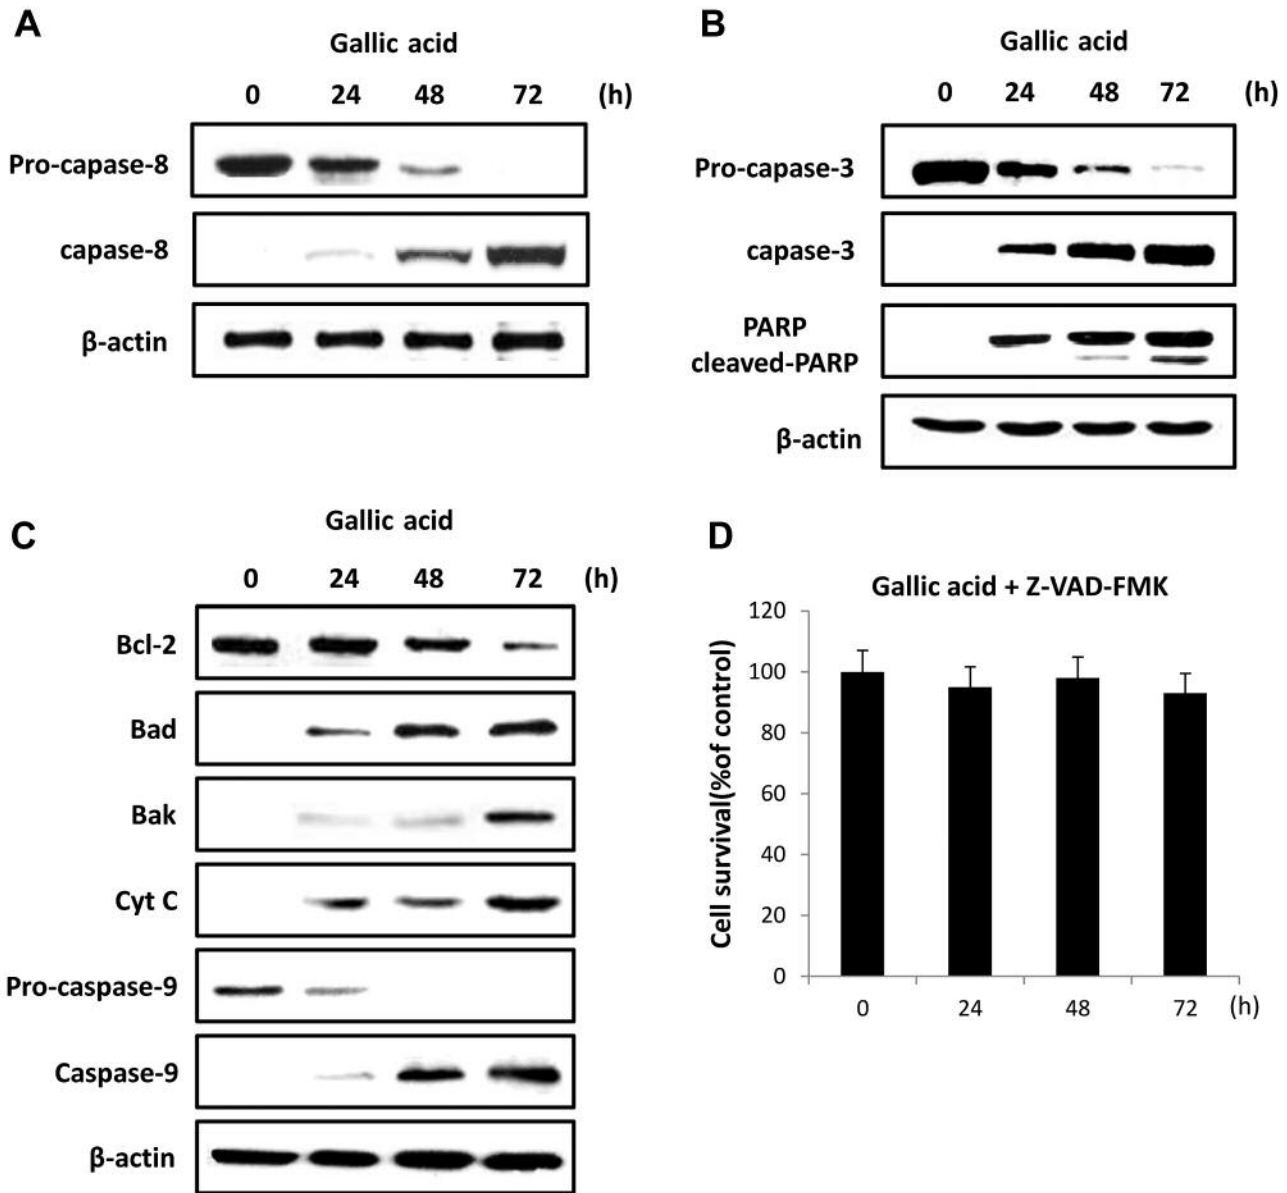 A
Gallic acid
0 24 48 72 (h)
Pro-capase-8
capase-8
β-actin
B
Gallic acid
0 24 48 72 (h)
Pro-capase-3
capase-3
PARP
cleaved-PARP
β-actin
C
Gallic acid
0 24 48 72 (h)
Bcl-2
Bad
Bak
Cyt C
Pro-caspase-9
Caspase-9
β-actin
D
Gallic acid + Z-VAD-FMK
Cell survival(%of control)
120
100
80
60
40
20
0
0 24 48 72 (h)